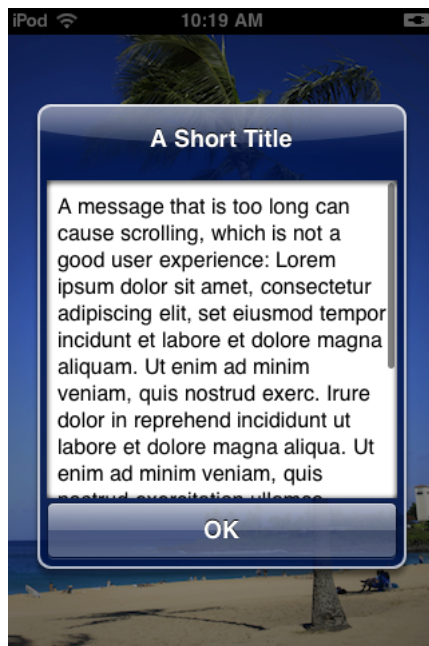 iPod 10:19 AM
A Short Title
A message that is too long can
cause scrolling, which is not a
good user experience: Lorem
ipsum dolor sit amet, consectetur
adipiscing elit, set eiusmod tempor
incidunt et labore et dolore magna
aliquam. Ut enim ad minim
veniam, quis nostrud exerc. Irure
dolor in reprehend incididunt ut
labore et dolore magna aliqua. Ut
enim ad minim veniam, quis
nostrud exercitation ullamco
OK